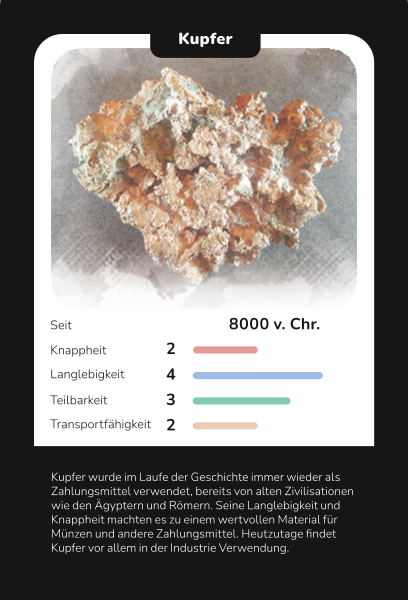 Kupfer
Seit 8000 v. Chr.
Knappheit 2
Langlebigkeit 4
Teilbarkeit 3
Transportfähigkeit 2
Kupfer wurde im Laufe der Geschichte immer wieder als
Zahlungsmittel verwendet, bereits von alten Zivilisationen
wie den Ägyptern und Römern. Seine Langlebigkeit und
Knappheit machten es zu einem wertvollen Material für
Münzen und andere Zahlungsmittel. Heutzutage findet
Kupfer vor allem in der Industrie Verwendung.